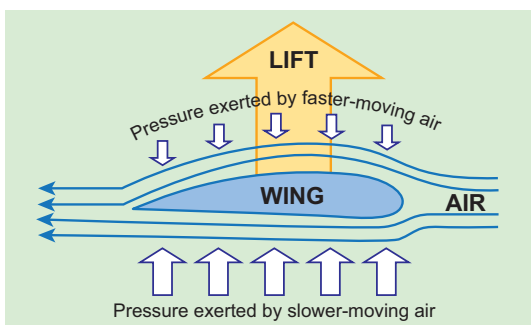 LIFT
Pressure exerted by faster-moving air
WING
AIR
Pressure exerted by slower-moving air